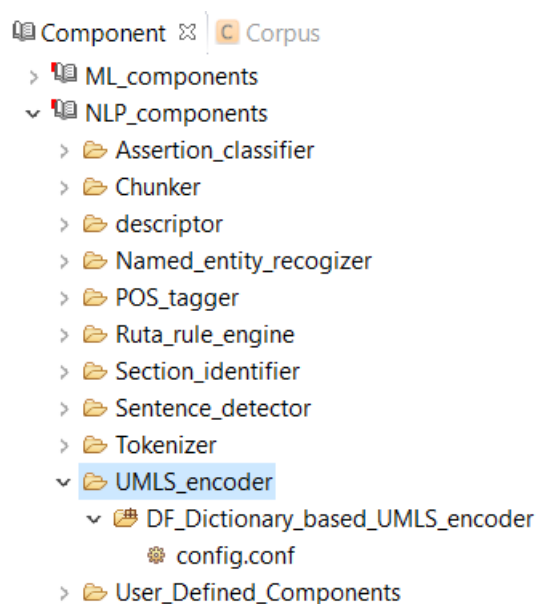 Component C Corpus
ML_components
NLP_components
Assertion_classifier
Chunker
descriptor
Named_entity_recogizer
POS_tagger
Ruta_rule_engine
Section_identifier
Sentence_detector
Tokenizer
UMLS_encoder
DF_Dictionary_based_UMLS_encoder
config.conf
User_Defined_Components